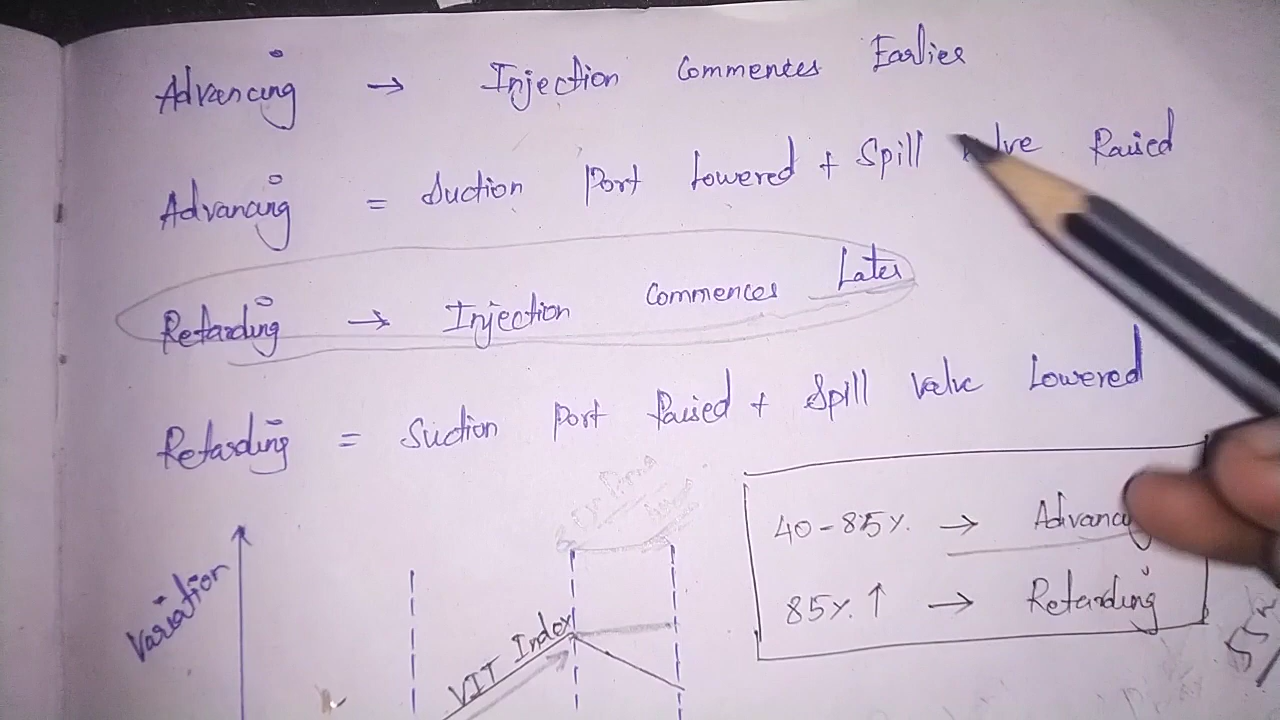 Advancing → Injection Commences Earlier
Advancing = Suction Port Lowered + Spill Valve Raised
Retarding → Injection Commences Later
Retarding = Suction Port Raised + Spill Valve Lowered
40-85%. → Advancing
85%. ↑ → Retarding
Variation
VIT Index